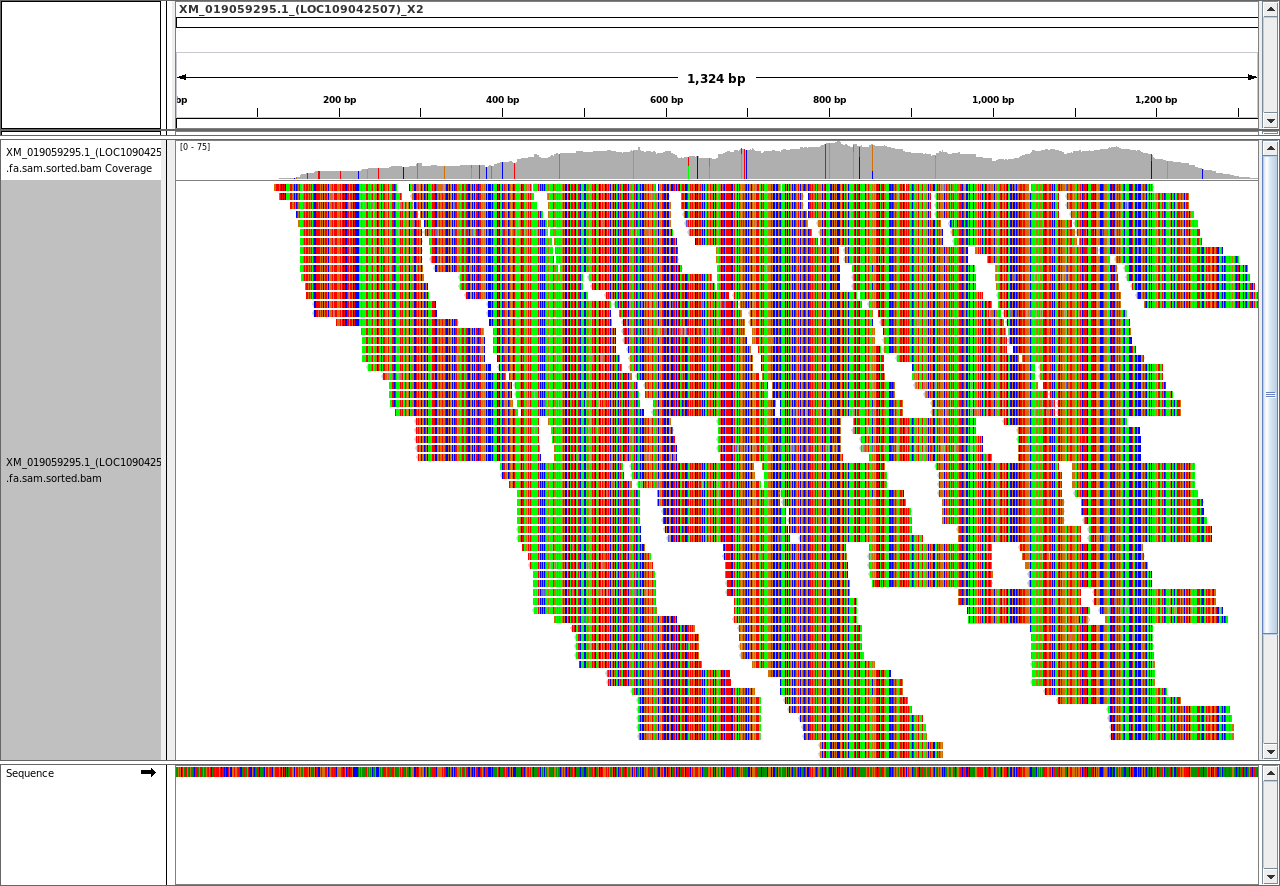 XM_019059295.1_(LOC109042507)_X2
1,324 bp
bp 200 bp 400 bp 600 bp 800 bp 1,000 bp 1,200 bp
[0 - 75]
XM_019059295.1_(LOC1090425
.fa.sam.sorted.bam Coverage
XM_019059295.1_(LOC1090425
.fa.sam.sorted.bam
Sequence